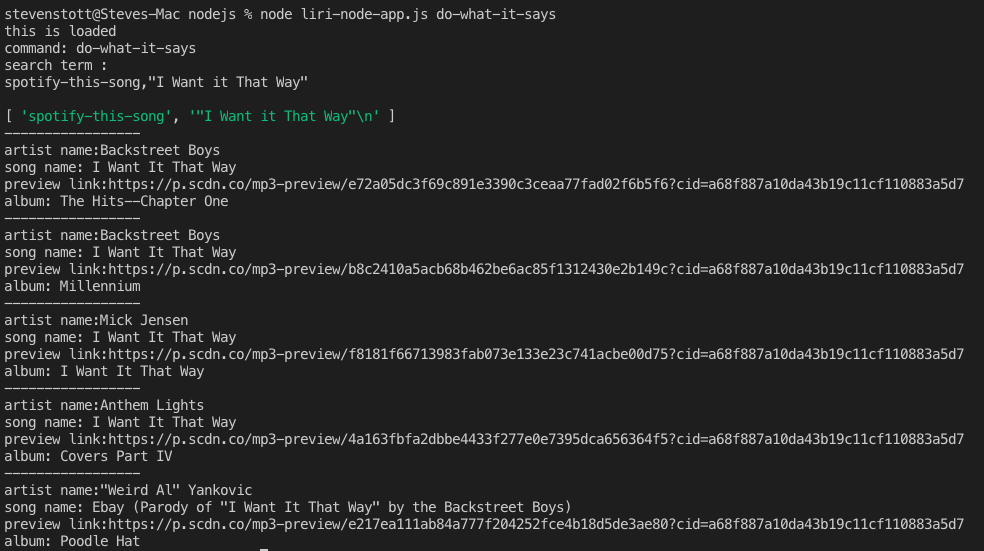 stevenstott@Steves-Mac nodejs % node liri-node-app.js do-what-it-says
this is loaded
command: do-what-it-says
search term :
spotify-this-song,"I Want it That Way"
[ 'spotify-this-song', '"I Want it That Way"\n' ]
-----------------
artist name:Backstreet Boys
song name: I Want It That Way
preview link:https://p.scdn.co/mp3-preview/e72a05dc3f69c891e3390c3ceaa77fad02f6b5f6?cid=a68f887a10da43b19c11cf110883a5d7
album: The Hits--Chapter One
-----------------
artist name:Backstreet Boys
song name: I Want It That Way
preview link:https://p.scdn.co/mp3-preview/b8c2410a5acb68b462be6ac85f1312430e2b149c?cid=a68f887a10da43b19c11cf110883a5d7
album: Millennium
-----------------
artist name:Mick Jensen
song name: I Want It That Way
preview link:https://p.scdn.co/mp3-preview/f8181f66713983fab073e133e23c741acbe00d75?cid=a68f887a10da43b19c11cf110883a5d7
album: I Want It That Way
-----------------
artist name:Anthem Lights
song name: I Want It That Way
preview link:https://p.scdn.co/mp3-preview/4a163fbfa2dbbe4433f277e0e7395dca656364f5?cid=a68f887a10da43b19c11cf110883a5d7
album: Covers Part IV
-----------------
artist name:"Weird Al" Yankovic
song name: Ebay (Parody of "I Want It That Way" by the Backstreet Boys)
preview link:https://p.scdn.co/mp3-preview/e217ea111ab84a777f204252fce4b18d5de3ae80?cid=a68f887a10da43b19c11cf110883a5d7
album: Poodle Hat